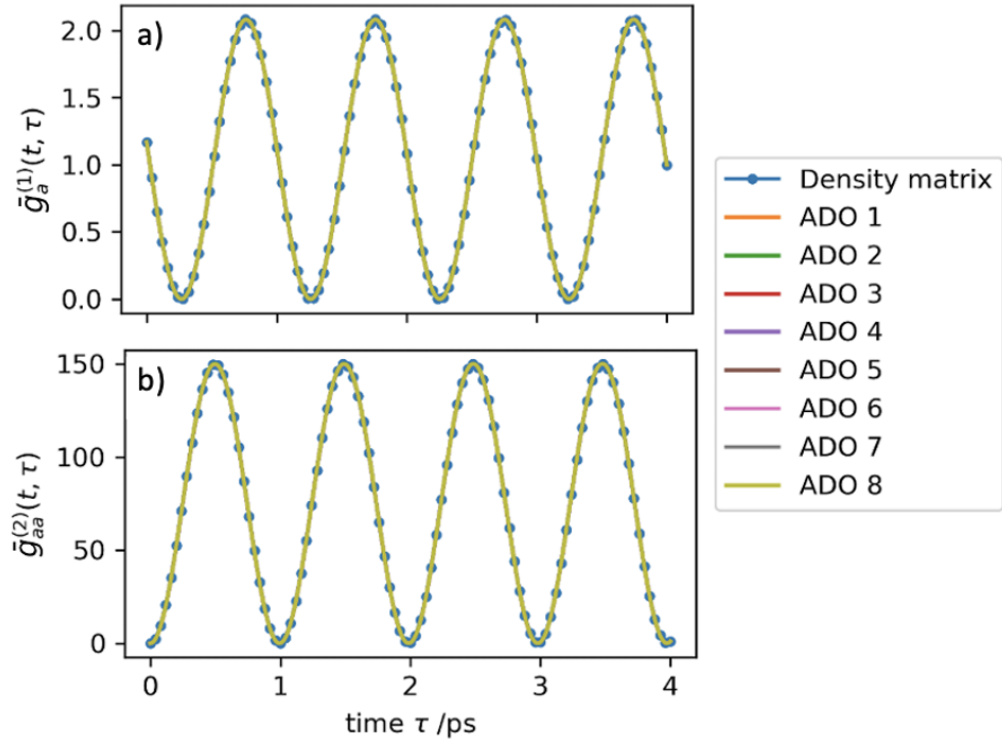 a)
2.0
1.5
1.0
0.5
0.0
ḡₐ⁽¹⁾(t, τ)
b)
150
100
50
0
ḡₐₐ⁽²⁾(t, τ)
0 1 2 3 4
time τ /ps
Density matrix
ADO 1
ADO 2
ADO 3
ADO 4
ADO 5
ADO 6
ADO 7
ADO 8